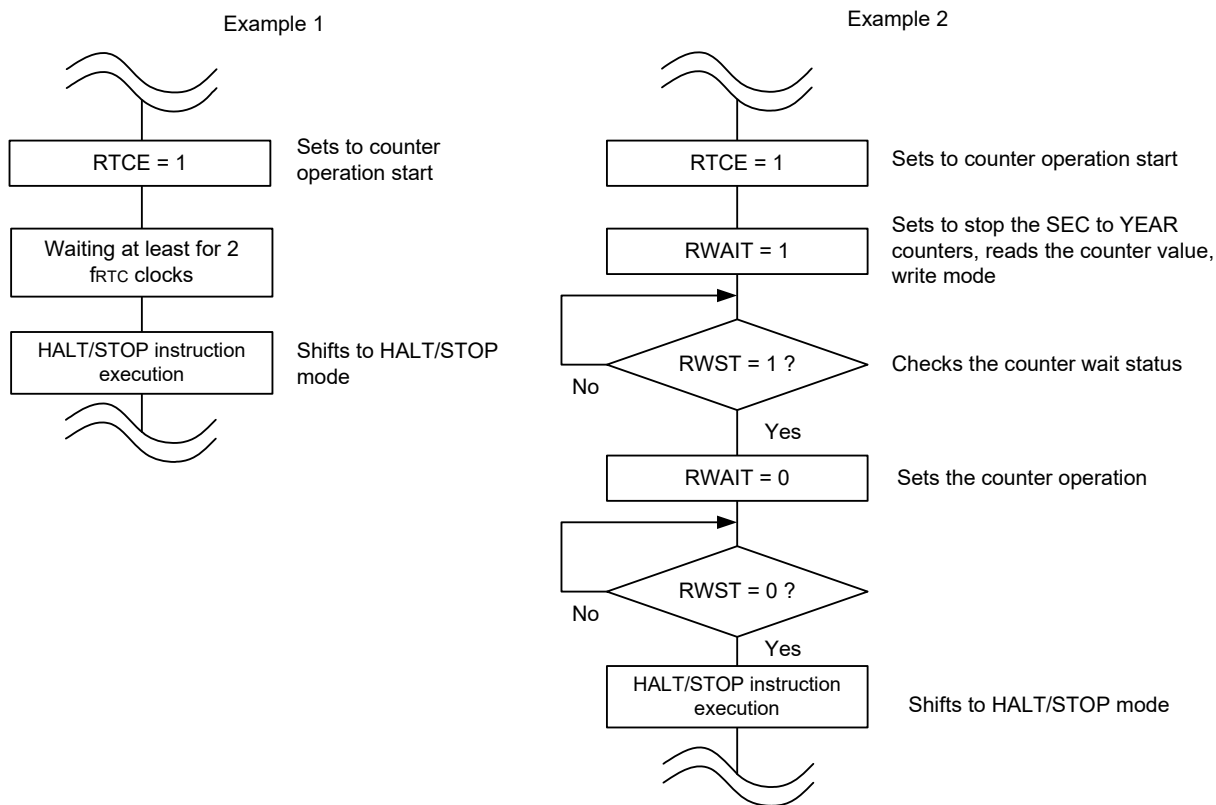 Example 1
RTCE = 1
Sets to counter
operation start
Waiting at least for 2
fRTC clocks
HALT/STOP instruction
execution
Shifts to HALT/STOP
mode
Example 2
RTCE = 1
Sets to counter operation start
RWAIT = 1
Sets to stop the SEC to YEAR
counters, reads the counter value,
write mode
RWST = 1 ?
Checks the counter wait status
No
Yes
RWAIT = 0
Sets the counter operation
RWST = 0 ?
No
Yes
HALT/STOP instruction
execution
Shifts to HALT/STOP mode